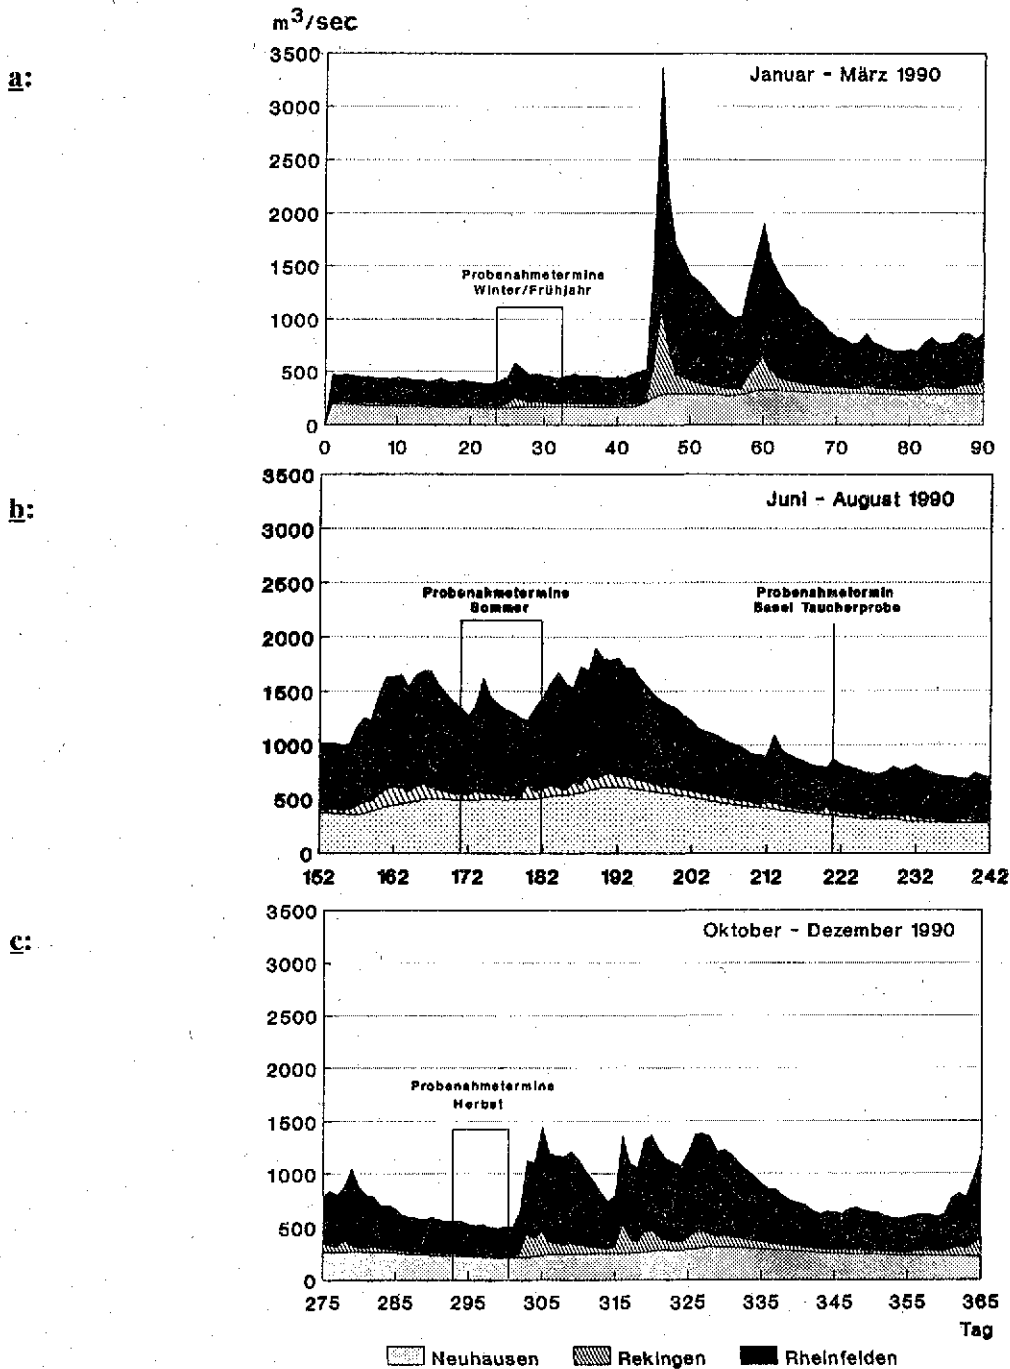 m³/sec
a:
3500
3000
2500
2000
1500
1000
500
0
Januar - März 1990
Probenahmetermine
Winter/Frühjahr
0 10 20 30 40 50 60 70 80 90
b:
3500
3000
2500
2000
1500
1000
500
0
Juni - August 1990
Probenahmetermine
Sommer
Probenahmetermin
Basel Taucherprobe
152 162 172 182 192 202 212 222 232 242
c:
3500
3000
2500
2000
1500
1000
500
0
Oktober - Dezember 1990
Probenahmetermine
Herbst
275 285 295 305 315 325 335 345 355 365
Tag
Neuhausen Rekingen Rheinfelden